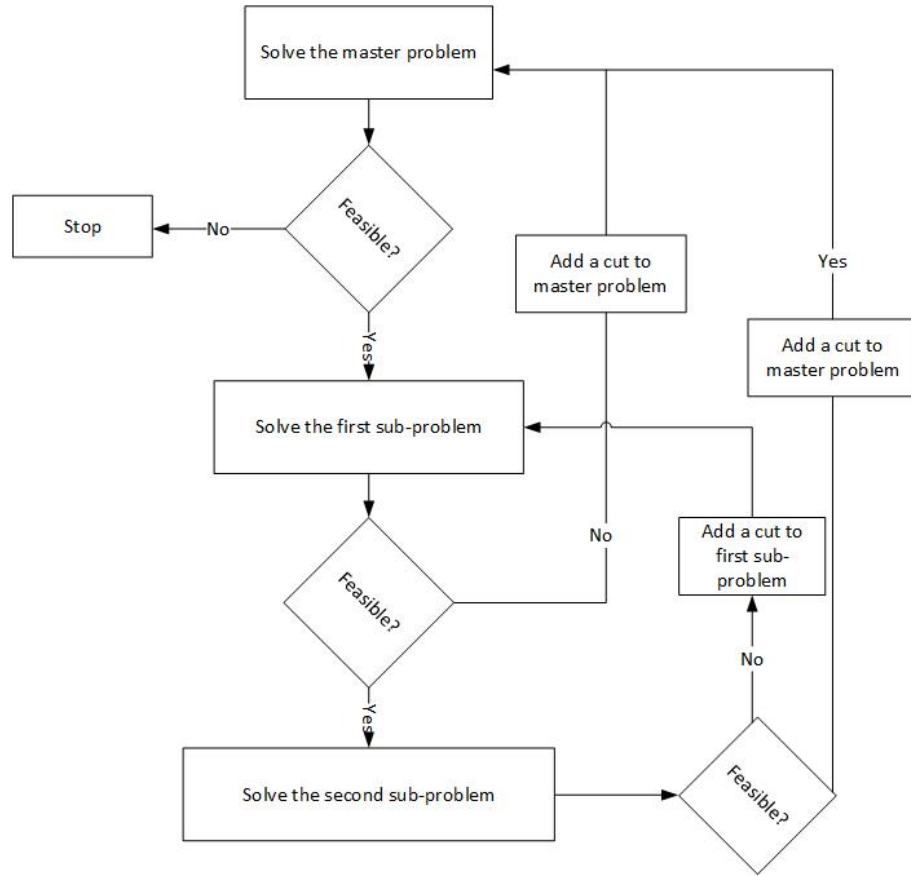 Solve the master problem
Feasible?
Stop
No
Add a cut to
master problem
Yes
Yes
Add a cut to
master problem
Solve the first sub-problem
Add a cut to
first sub-
problem
No
Feasible?
No
Yes
Solve the second sub-problem
Feasible?